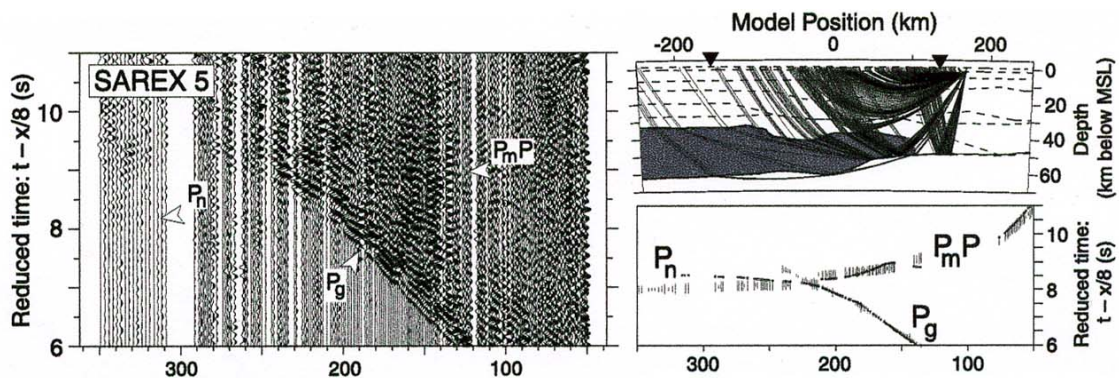 SAREX 5
Reduced time: t – x/8 (s)
10
8
6
Pn
Pg
PmP
300
200
100
Model Position (km)
-200
0
200
0
20
40
60
Depth
(km below MSL)
Pn
PmP
Pg
10
8
6
Reduced time:
t – x/8 (s)
300
200
100